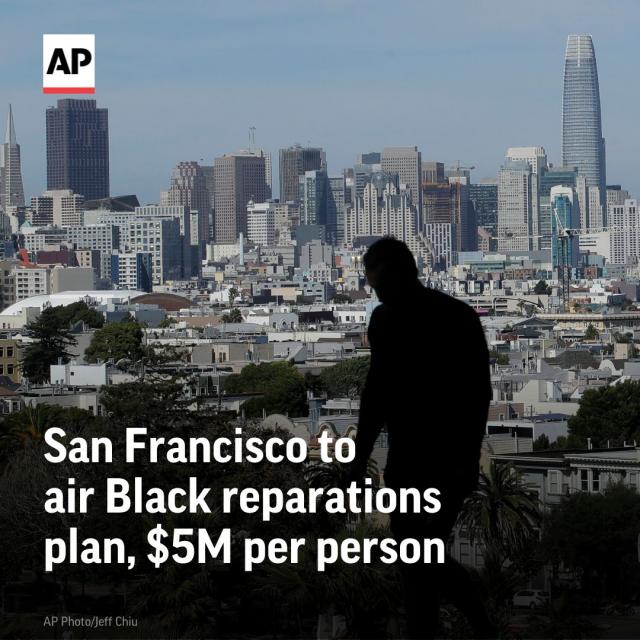 AP
San Francisco to
air Black reparations
plan, $5M per person
AP Photo/Jeff Chiu